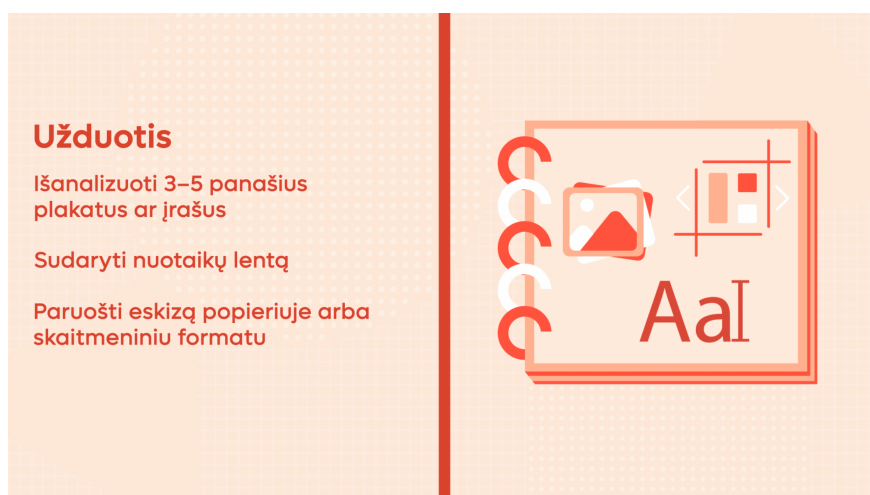 Užduotis
Išanalizuoti 3–5 panašius
plakatus ar įrašus
Sudaryti nuotaikų lentą
Paruošti eskizą popieriuje arba
skaitmeniniu formatu
Aa